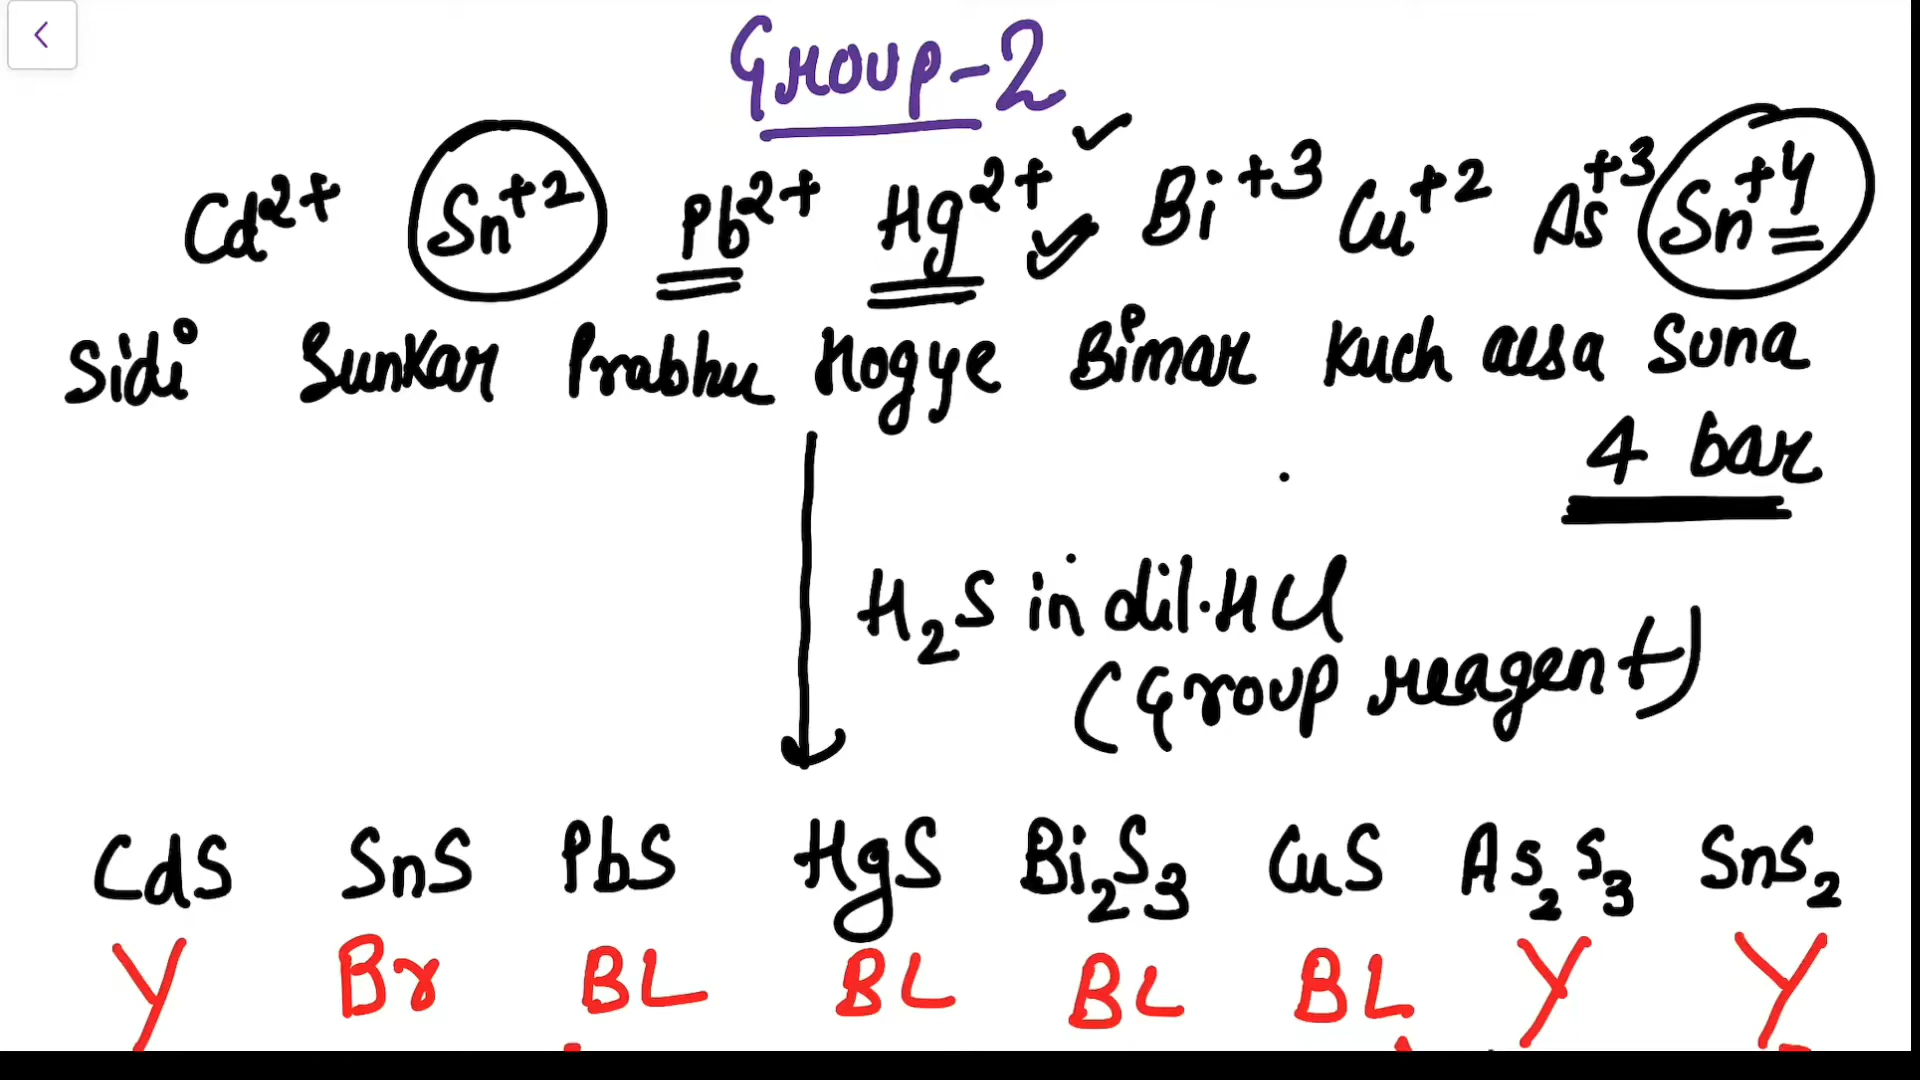 Group-2
Cd2+ Sn+2 Pb2+ Hg2+ Bi+3 Cu+2 As+3 Sn+4
Sidi Sunkar Prabhu Hogye Bimar Kuch aesa Suna
4 bar
H2S in dil. HCl
(Group reagent)
CdS SnS PbS HgS Bi2S3 CuS As2S3 SnS2
Y Br BL BL BL BL Y Y